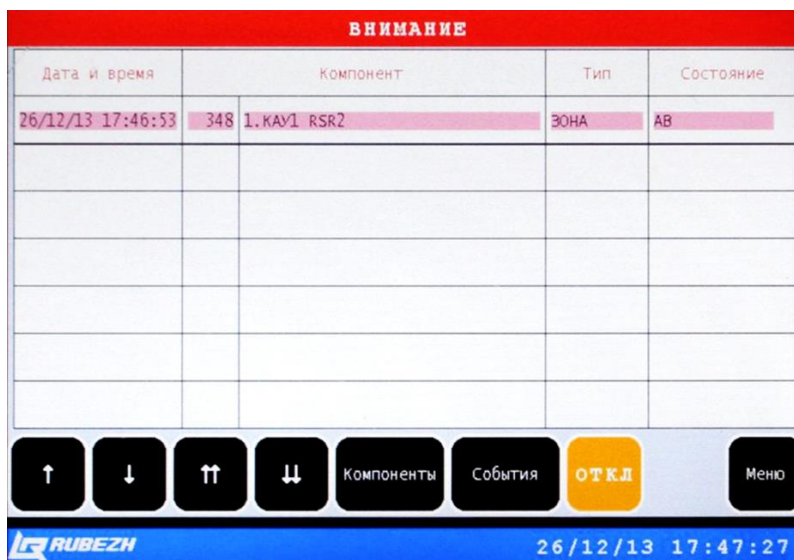 ВНИМАНИЕ
Дата и время Компонент Тип Состояние
26/12/13 17:46:53 348 1.КАУ1 RSR2 ЗОНА АВ
↑ ↓ ⇈ ⇊ Компоненты События ОТКЛ Меню
RUBEZH 26/12/13 17:47:27